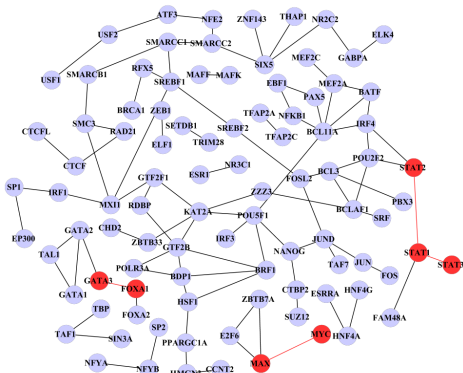 ATF3
NFE2
ZNF143
THAP1
NR2C2
ELK4
USF2
SMARCC1
SMARCC2
GABPA
SIX5
MEF2C
USF1
SMARCB1
RFX5
SREBF1
MAFF
MAFK
EBF1
MEF2A
PAX5
BATF
BRCA1
ZEB1
TFAP2A
NFKB1
SMC3
RAD21
SETDB1
SREBF2
IRF4
CTCFL
TRIM28
TFAP2C
BCL11A
ELF1
POU2F2
STAT2
CTCF
NR3C1
BCL3
ESR1
FOSL2
SP1
IRF1
GTF2F1
ZZZ3
PBX3
MXI1
RDBP
KAT2A
POU5F1
BCLAF1
SRF
GATA2
CHD2
EP300
ZBTB33
IRF3
JUND
GTF2B
NANOG
STAT1
TAL1
POLR3A
TAF7
JUN
STAT3
GATA3
FOXA1
BDP1
BRF1
FOS
GATA1
CTBP2
ESRRA
HNF4G
HSF1
ZBTB7A
TBP
FOXA2
SUZ12
FAM48A
TAF1
SIN3A
SP2
E2F6
MYC
HNF4A
PPARGC1A
NFYA
NFYB
MAX
HMGN3
CCNT2